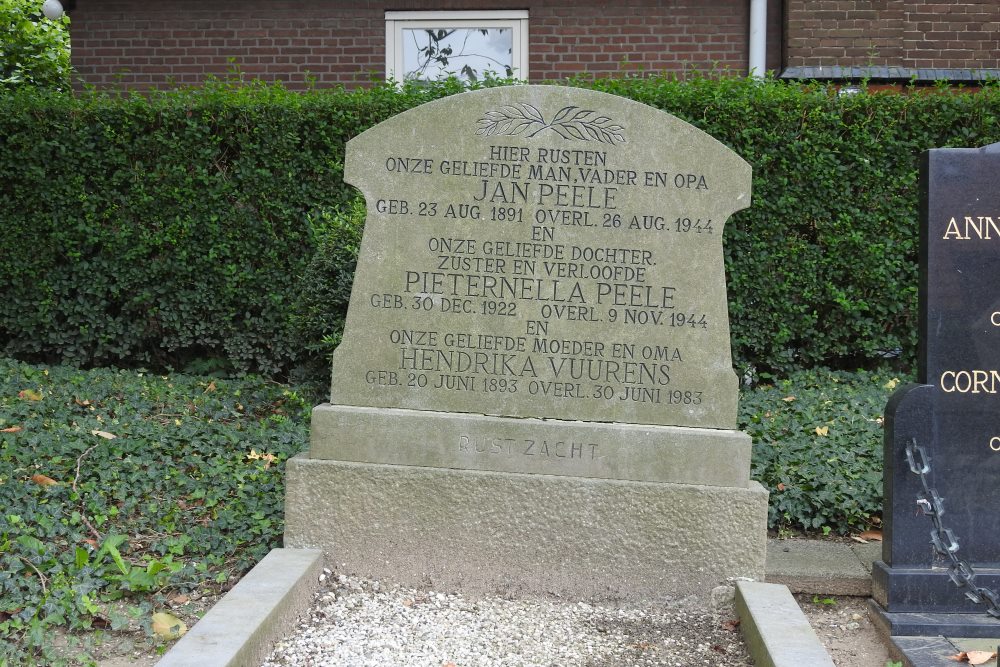 HIER RUSTEN
ONZE GELIEFDE MAN, VADER EN OPA
JAN PEELE
GEB. 23 AUG. 1891 OVERL. 26 AUG. 1944
EN
ONZE GELIEFDE DOCHTER.
ZUSTER EN VERLOOFDE
PIETERNELLA PEELE
GEB. 30 DEC. 1922 OVERL. 9 NOV. 1944
EN
ONZE GELIEFDE MOEDER EN OMA
HENDRIKA VUURENS
GEB. 20 JUNI 1893 OVERL. 30 JUNI 1983
RUST ZACHT
ANN
CORN